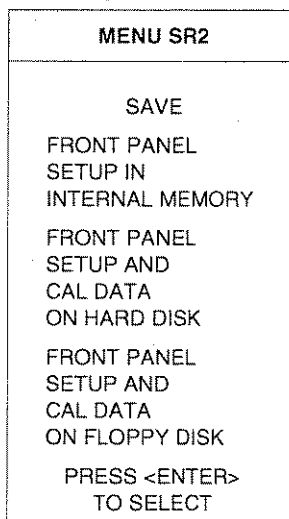 MENU SR2
SAVE
FRONT PANEL
SETUP IN
INTERNAL MEMORY
FRONT PANEL
SETUP AND
CAL DATA
ON HARD DISK
FRONT PANEL
SETUP AND
CAL DATA
ON FLOPPY DISK
PRESS <ENTER>
TO SELECT